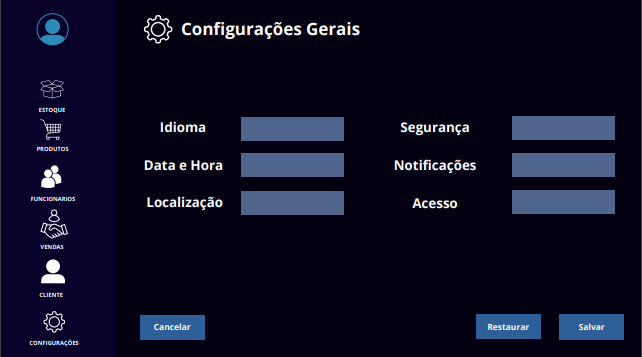 Configurações Gerais
ESTOQUE
PRODUTOS
FUNCIONARIOS
VENDAS
CLIENTE
CONFIGURAÇÕES
Idioma
Data e Hora
Localização
Segurança
Notificações
Acesso
Cancelar
Restaurar
Salvar